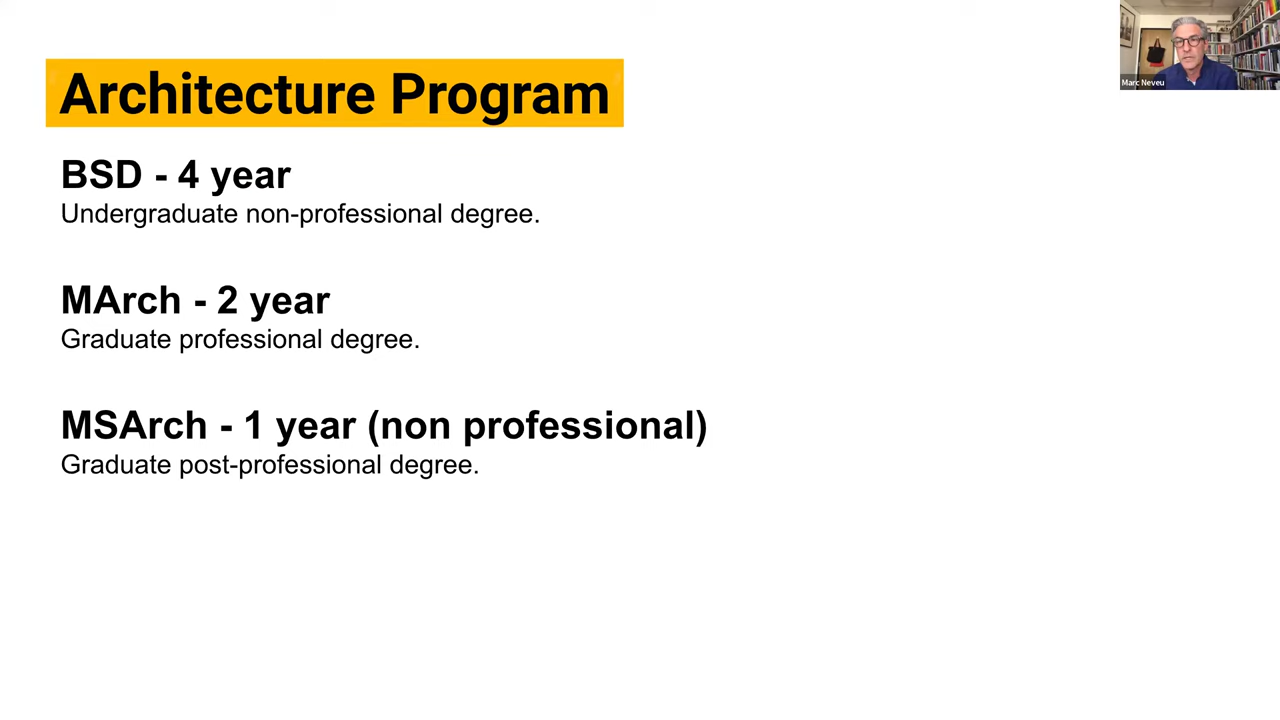 Architecture Program
Marc Neveu
BSD - 4 year
Undergraduate non-professional degree.
MArch - 2 year
Graduate professional degree.
MSArch - 1 year (non professional)
Graduate post-professional degree.